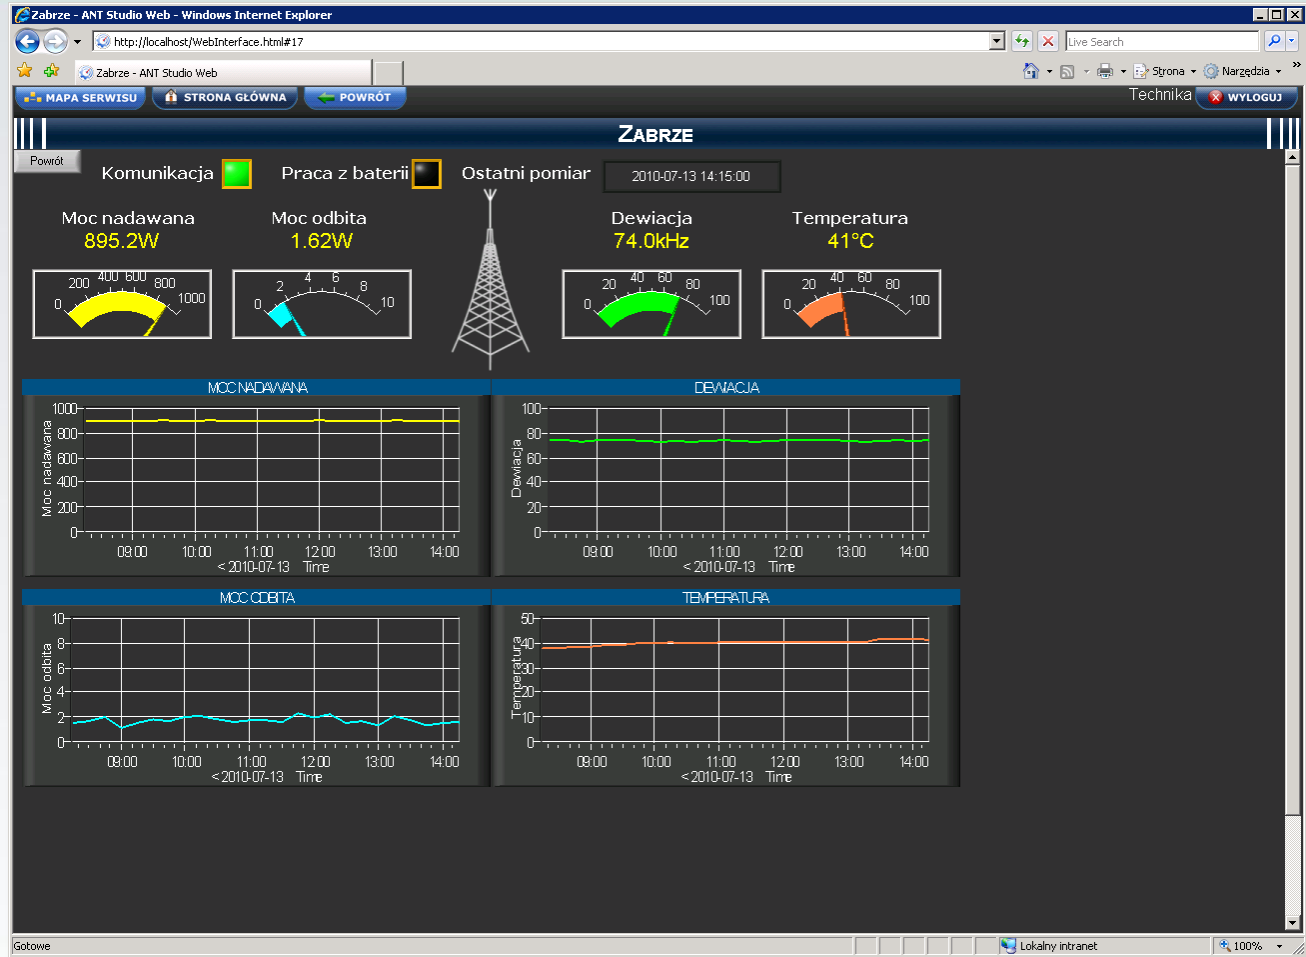 Zabrze - ANT Studio Web - Windows Internet Explorer
http://localhost/WebInterface.html#17
Live Search
Zabrze - ANT Studio Web
Strona
Narzędzia
»
MAPA SERWISU
STRONA GŁÓWNA
POWRÓT
Technika
WYLOGUJ
ZABRZE
Powrót
Komunikacja
Praca z baterii
Ostatni pomiar
2010-07-13 14:15:00
Moc nadawana
Moc odbita
Dewiacja
Temperatura
895.2W
1.62W
74.0kHz
41°C
0 200 400 600 800 1000
0 2 4 6 8 10
0 20 40 60 80 100
0 20 40 60 80 100
MOC NADAWANA
Moc nadawana
1000
800
600
400
200
0
09:00 10:00 11:00 12:00 13:00 14:00
< 2010-07-13 Time
DEWIACJA
Dewiacja
100
80
60
40
20
0
09:00 10:00 11:00 12:00 13:00 14:00
< 2010-07-13 Time
MOC ODBITA
Moc odbita
10
8
6
4
2
0
09:00 10:00 11:00 12:00 13:00 14:00
< 2010-07-13 Time
TEMPERATURA
Temperatura
50
40
30
20
10
0
09:00 10:00 11:00 12:00 13:00 14:00
< 2010-07-13 Time
Gotowe
Lokalny intranet
100%